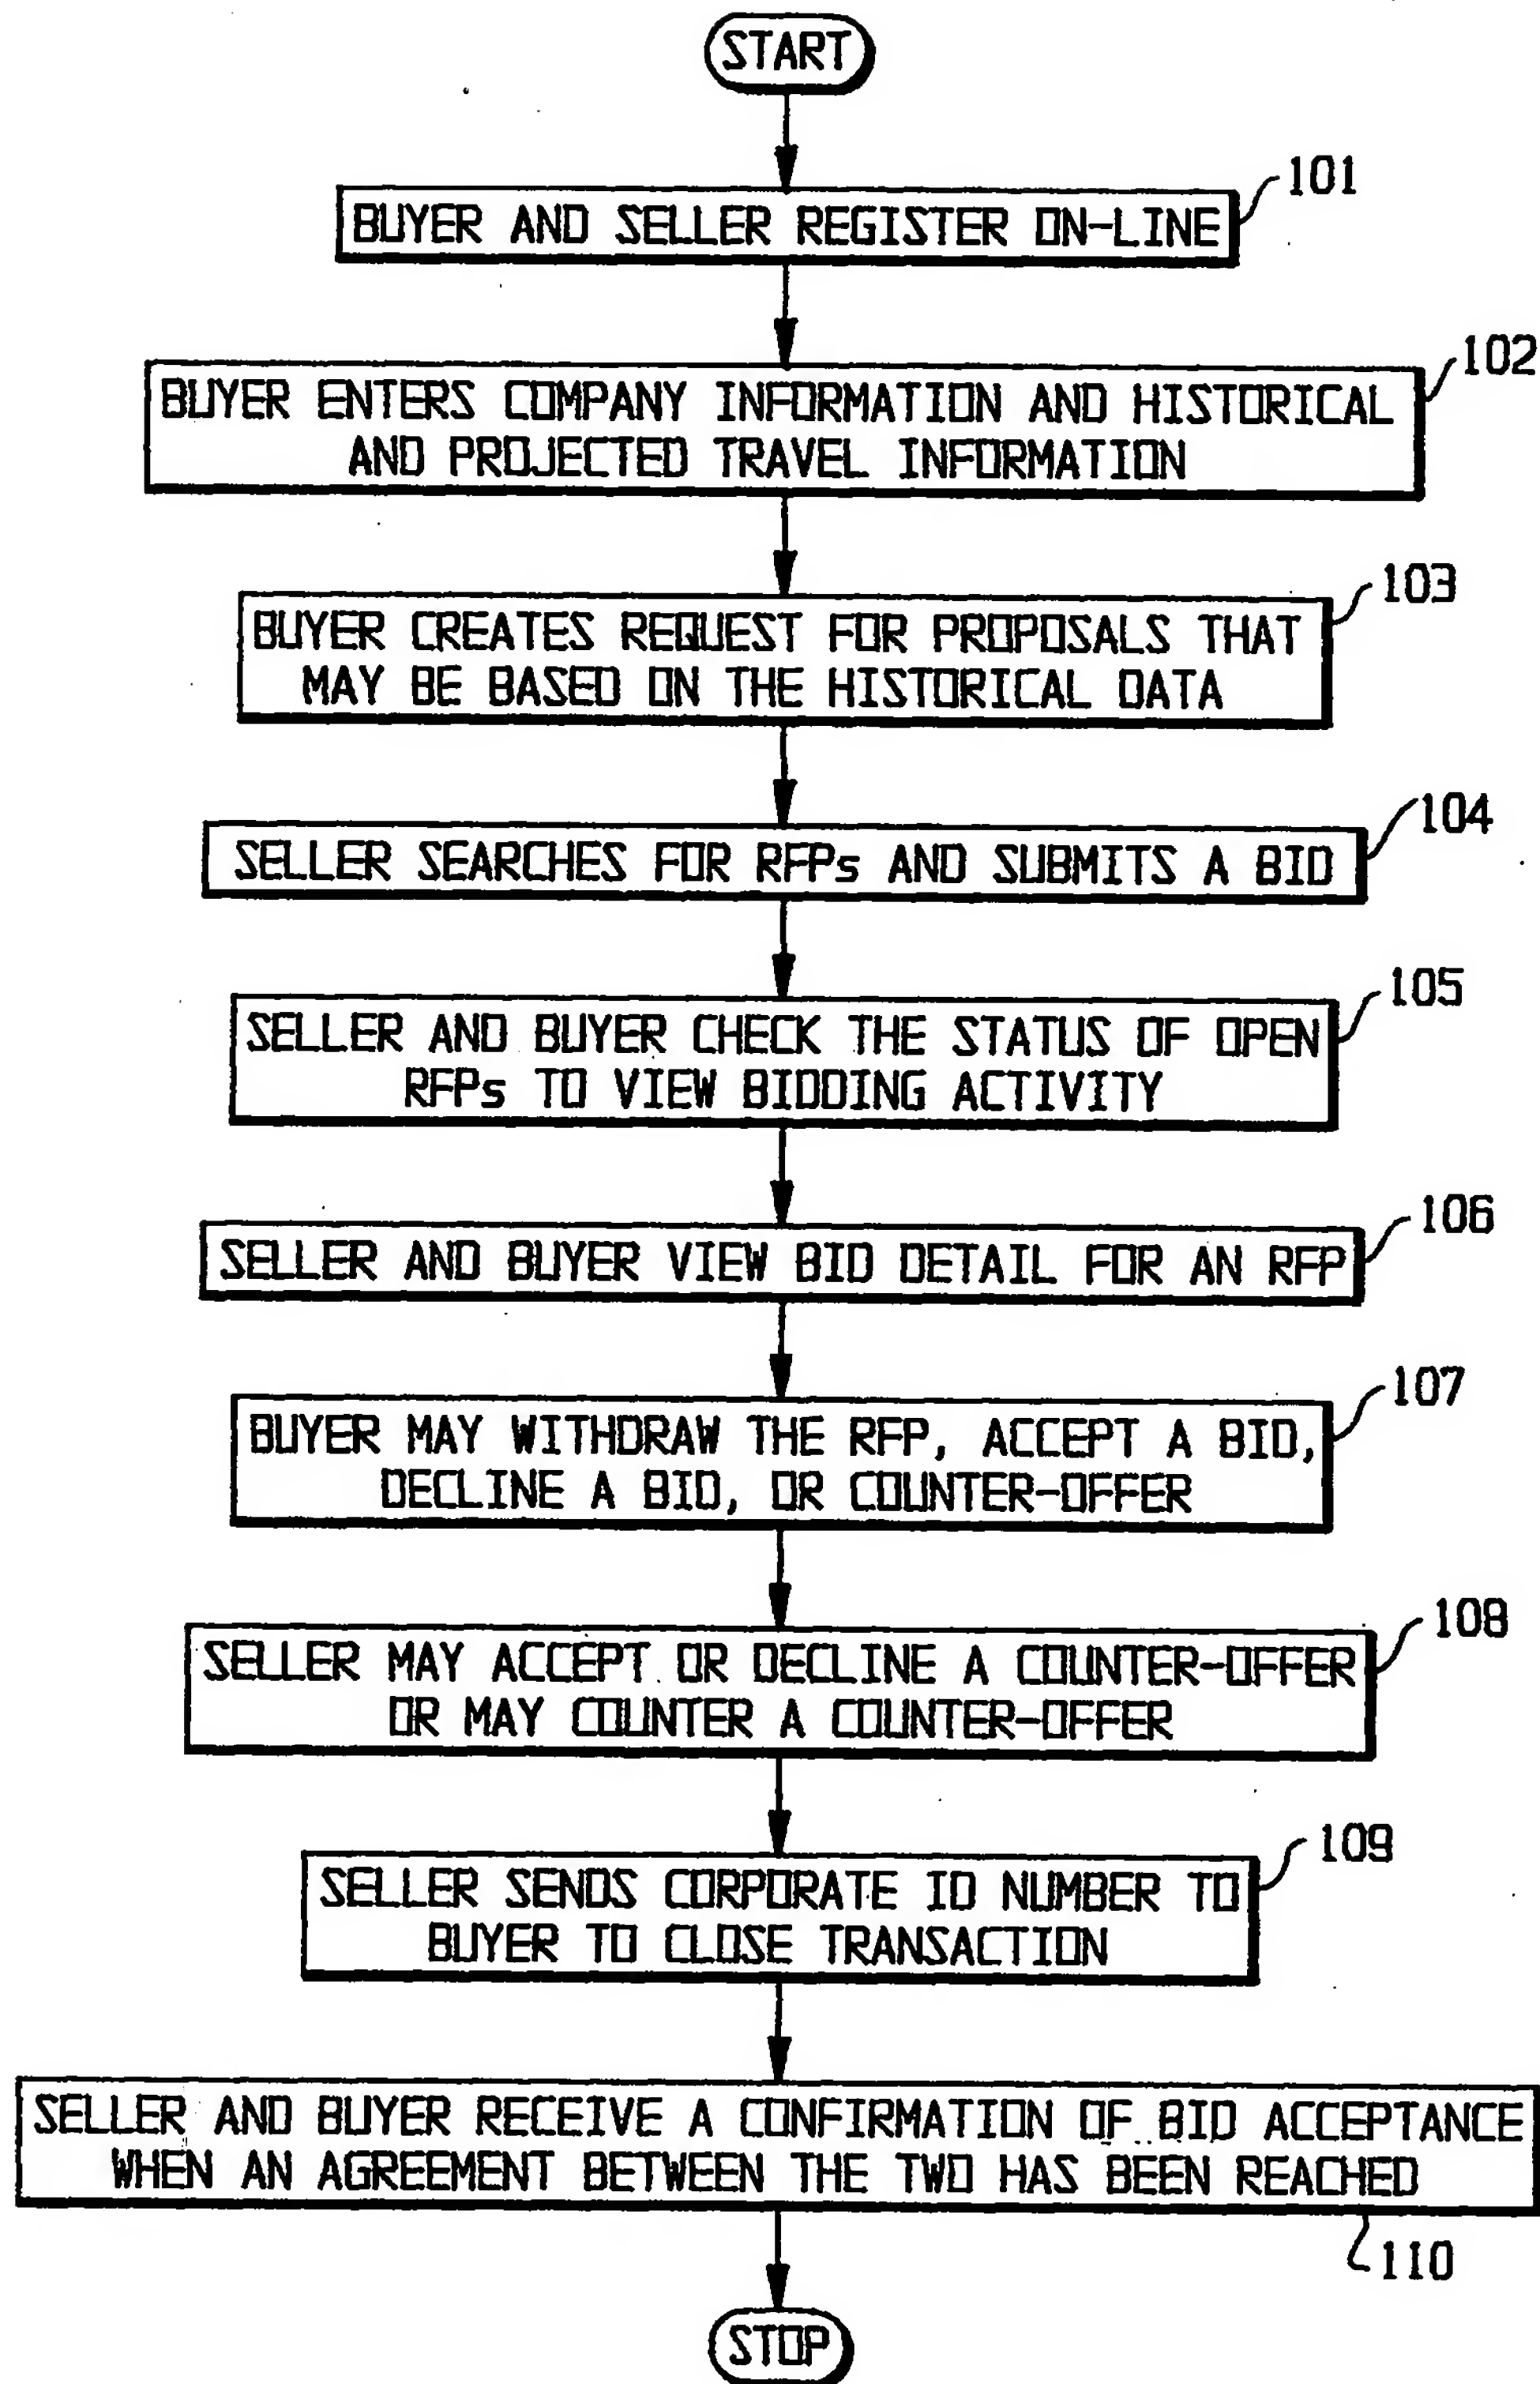 START
101
BUYER AND SELLER REGISTER ON-LINE
102
BUYER ENTERS COMPANY INFORMATION AND HISTORICAL
AND PROJECTED TRAVEL INFORMATION
103
BUYER CREATES REQUEST FOR PROPOSALS THAT
MAY BE BASED ON THE HISTORICAL DATA
104
SELLER SEARCHES FOR RFPs AND SUBMITS A BID
105
SELLER AND BUYER CHECK THE STATUS OF OPEN
RFPs TO VIEW BIDDING ACTIVITY
106
SELLER AND BUYER VIEW BID DETAIL FOR AN RFP
107
BUYER MAY WITHDRAW THE RFP, ACCEPT A BID,
DECLINE A BID, OR COUNTER-OFFER
108
SELLER MAY ACCEPT OR DECLINE A COUNTER-OFFER
OR MAY COUNTER A COUNTER-OFFER
109
SELLER SENDS CORPORATE ID NUMBER TO
BUYER TO CLOSE TRANSACTION
SELLER AND BUYER RECEIVE A CONFIRMATION OF BID ACCEPTANCE
WHEN AN AGREEMENT BETWEEN THE TWO HAS BEEN REACHED
110
STOP